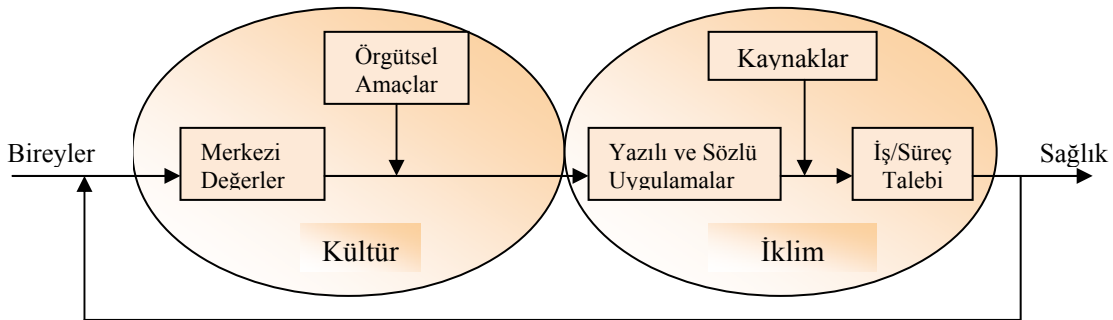 Örgütsel
Amaçlar
Kaynaklar
Bireyler
Merkezi
Değerler
Yazılı ve Sözlü
Uygulamalar
İş/Süreç
Talebi
Sağlık
Kültür
İklim